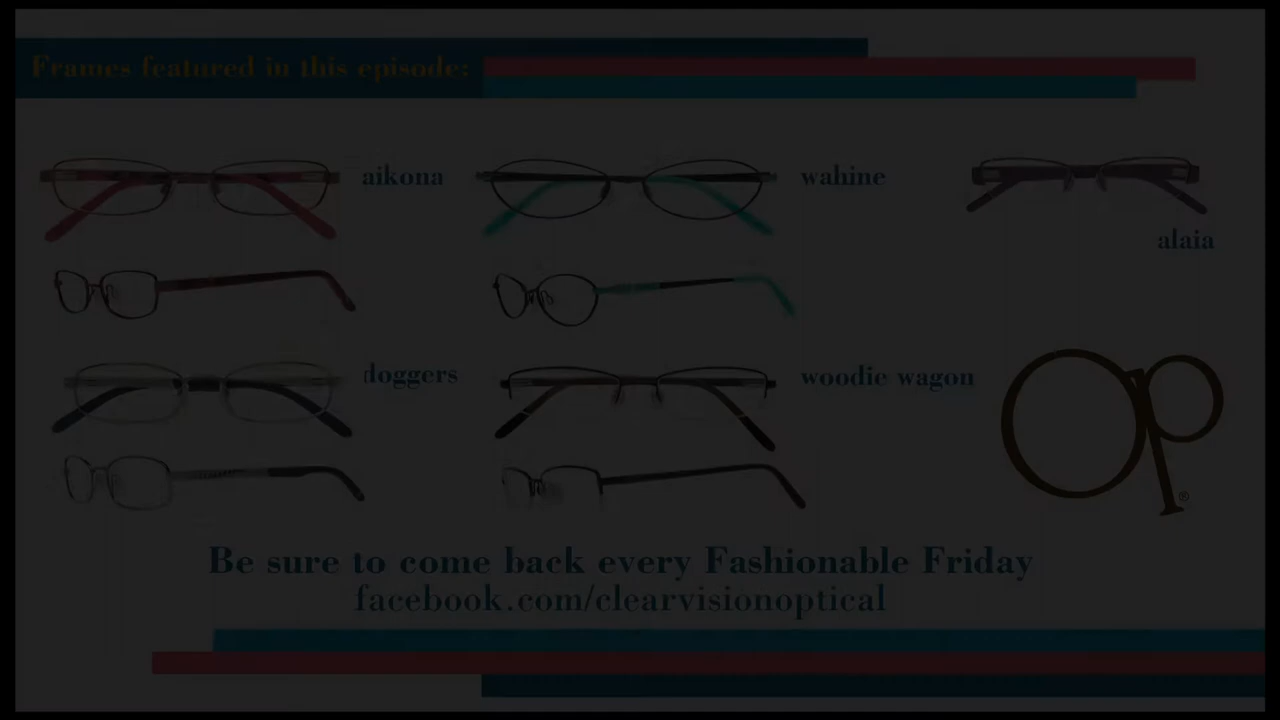 Frames featured in this episode:
aikona
wahine
alaia
doggers
woodie wagon
op®
Be sure to come back every Fashionable Friday
facebook.com/clearvisionoptical